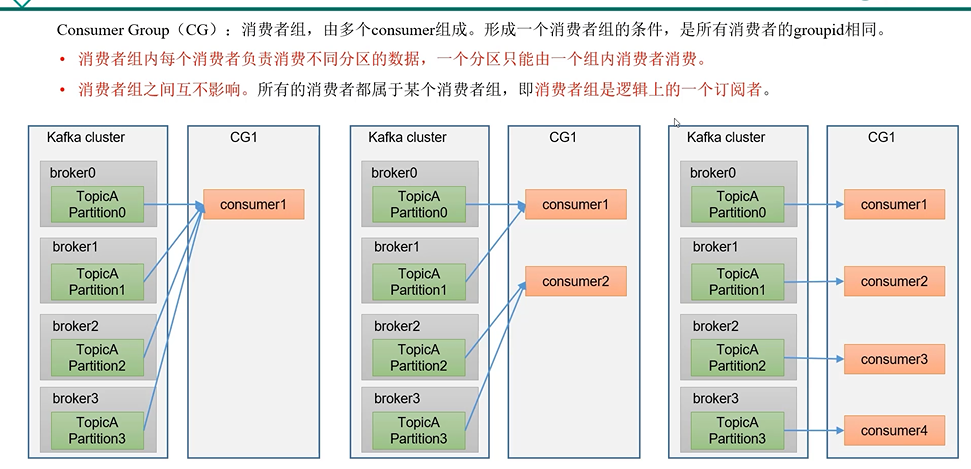 Consumer Group（CG）：消费者组，由多个consumer组成。形成一个消费者组的条件，是所有消费者的groupid相同。
• 消费者组内每个消费者负责消费不同分区的数据，一个分区只能由一个组内消费者消费。
• 消费者组之间互不影响。所有的消费者都属于某个消费者组，即消费者组是逻辑上的一个订阅者。
Kafka cluster
broker0
TopicA
Partition0
broker1
TopicA
Partition1
broker2
TopicA
Partition2
broker3
TopicA
Partition3
CG1
consumer1
Kafka cluster
broker0
TopicA
Partition0
broker1
TopicA
Partition1
broker2
TopicA
Partition2
broker3
TopicA
Partition3
CG1
consumer1
consumer2
Kafka cluster
broker0
TopicA
Partition0
broker1
TopicA
Partition1
broker2
TopicA
Partition2
broker3
TopicA
Partition3
CG1
consumer1
consumer2
consumer3
consumer4